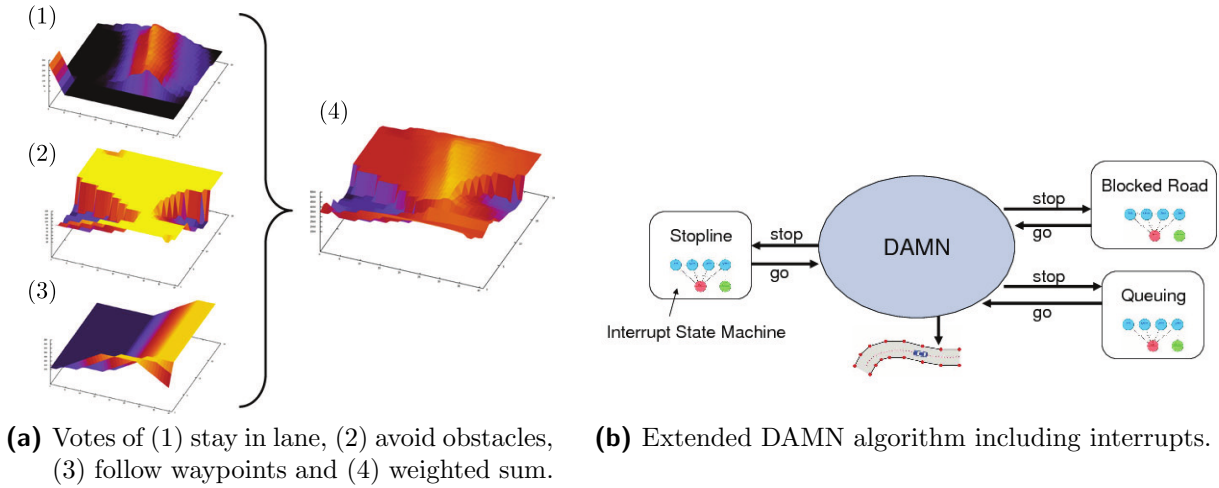 (1)
(2)
(3)
(4)
Stopline
stop
go
Interrupt State Machine
DAMN
stop
go
Blocked Road
stop
go
Queuing
(a) Votes of (1) stay in lane, (2) avoid obstacles,
(3) follow waypoints and (4) weighted sum.
(b) Extended DAMN algorithm including interrupts.